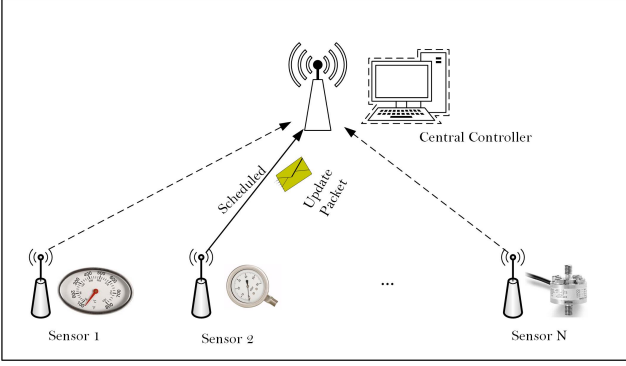 Central Controller
Scheduled
Update
Packet
...
Sensor 1
Sensor 2
Sensor N